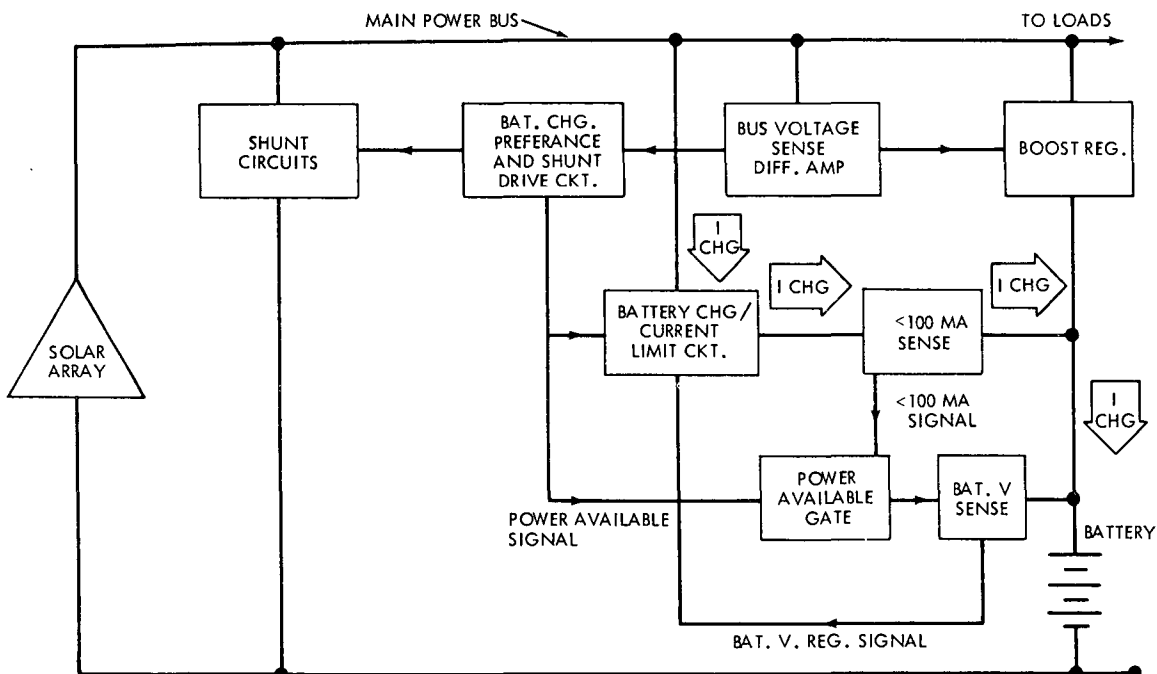 MAIN POWER BUS
TO LOADS
SHUNT
CIRCUITS
BAT. CHG.
PREFERANCE
AND SHUNT
DRIVE CKT.
BUS VOLTAGE
SENSE
DIFF. AMP
BOOST REG.
I
CHG
I CHG
I CHG
SOLAR
ARRAY
BATTERY CHG/
CURRENT
LIMIT CKT.
<100 MA
SENSE
I
CHG
<100 MA
SIGNAL
POWER
AVAILABLE
GATE
BAT. V
SENSE
POWER AVAILABLE
SIGNAL
BATTERY
BAT. V. REG. SIGNAL